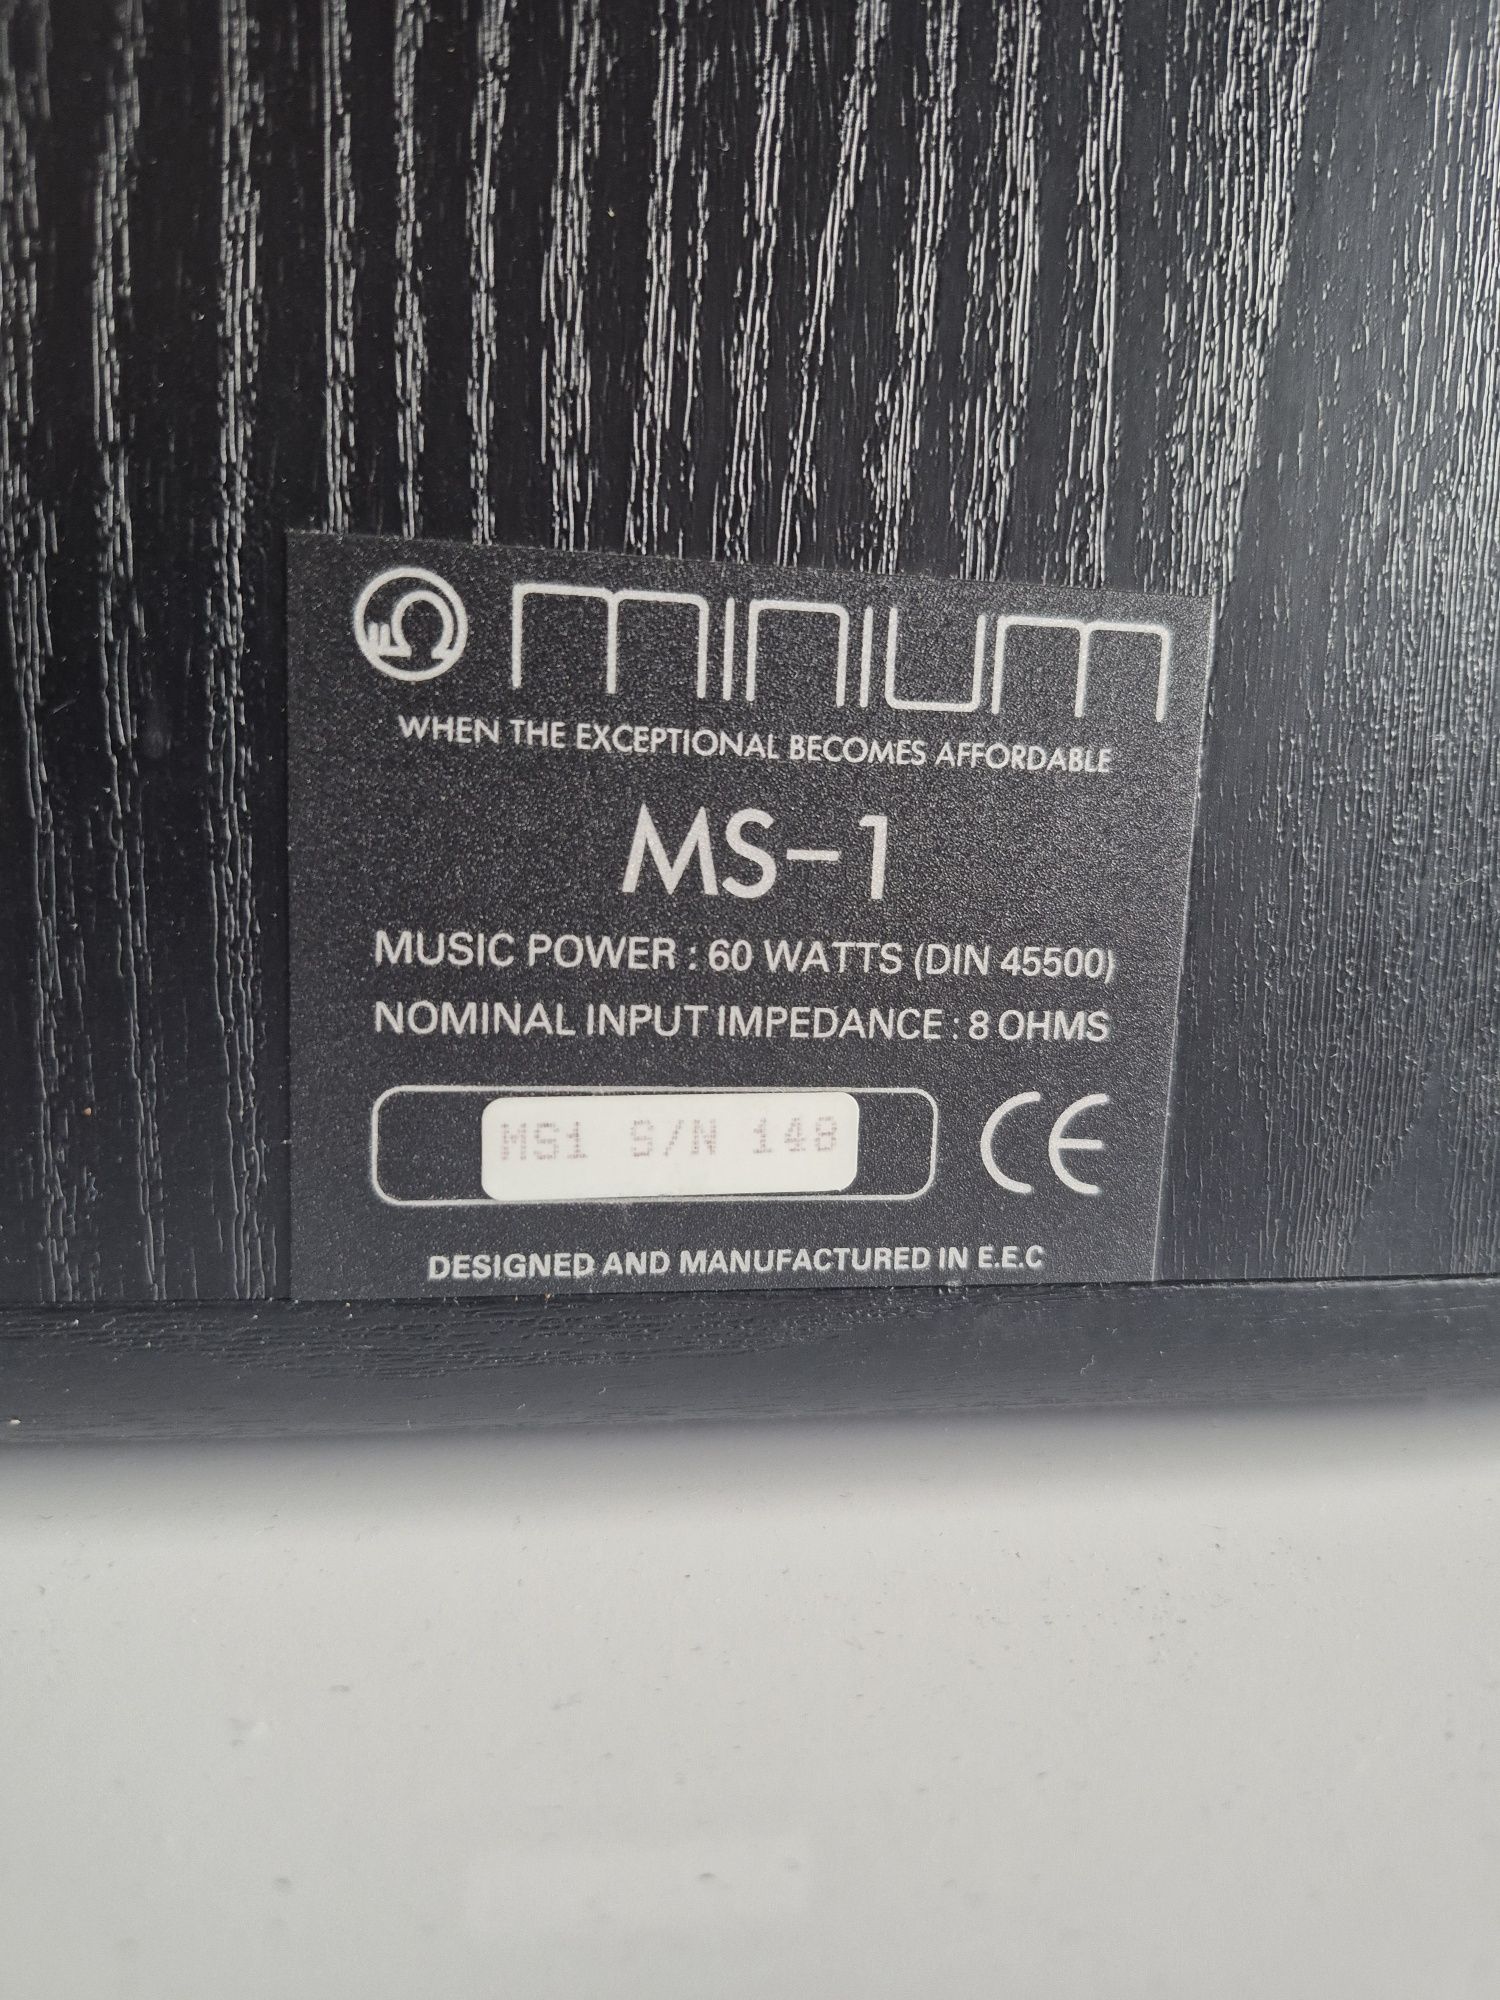 minium
WHEN THE EXCEPTIONAL BECOMES AFFORDABLE
MS-1
MUSIC POWER : 60 WATTS (DIN 45500)
NOMINAL INPUT IMPEDANCE : 8 OHMS
MS1 S/N 148
CE
DESIGNED AND MANUFACTURED IN E.E.C